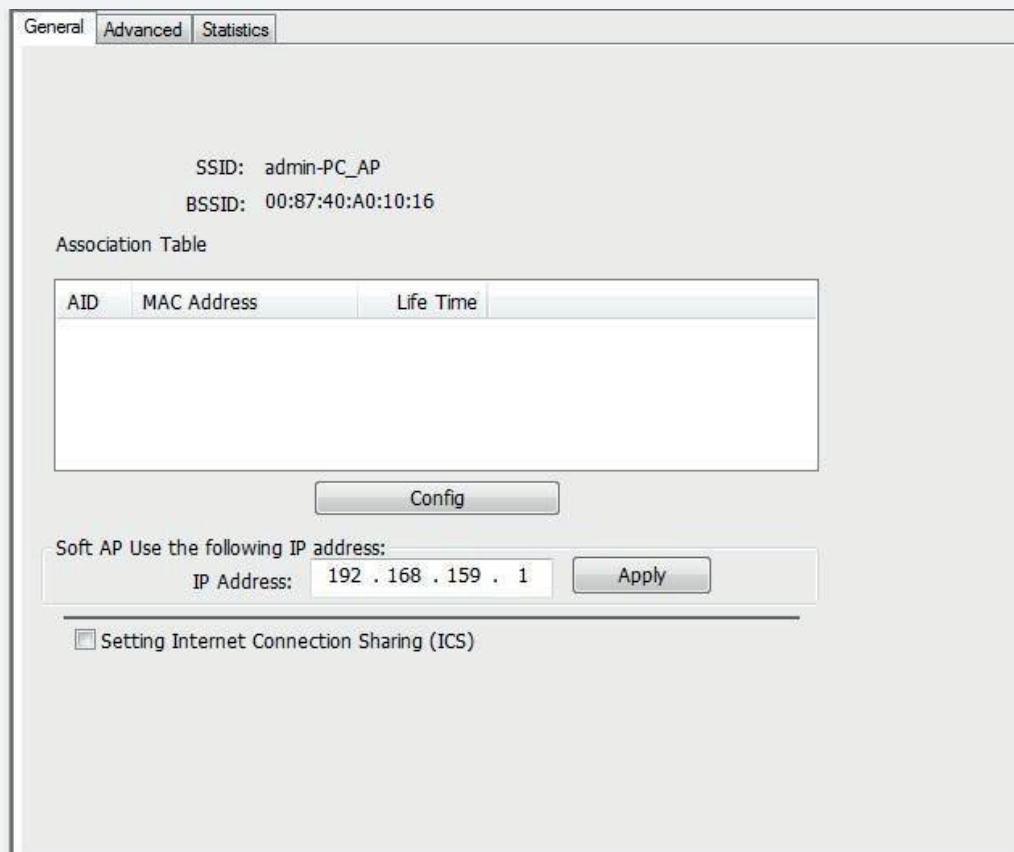 General Advanced Statistics
SSID: admin-PC_AP
BSSID: 00:87:40:A0:10:16
Association Table
AID MAC Address Life Time
Config
Soft AP Use the following IP address:
IP Address: 192 . 168 . 159 . 1 Apply
Setting Internet Connection Sharing (ICS)